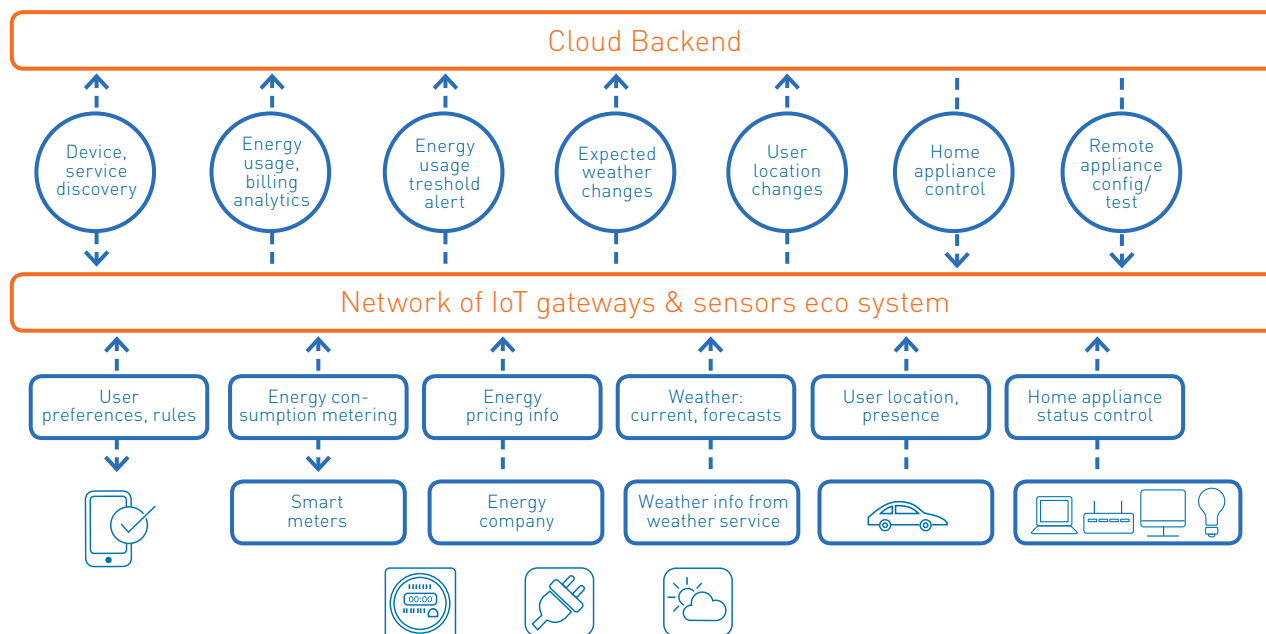 Cloud Backend
Device,
service
discovery
Energy
usage,
billing
analytics
Energy
usage
treshold
alert
Expected
weather
changes
User
location
changes
Home
appliance
control
Remote
appliance
config/
test
Network of IoT gateways & sensors eco system
User
preferences, rules
Energy con-
sumption metering
Energy
pricing info
Weather:
current, forecasts
User location,
presence
Home appliance
status control
Smart
meters
Energy
company
Weather info from
weather service
00:00